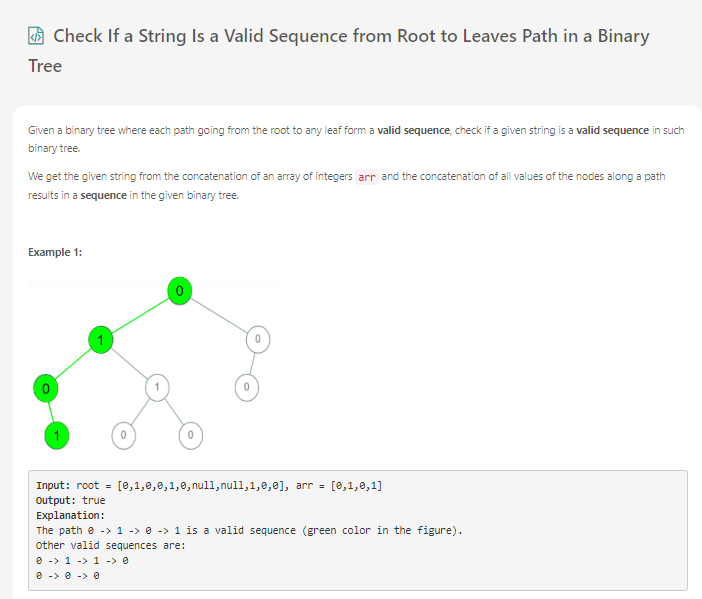 Check If a String Is a Valid Sequence from Root to Leaves Path in a Binary
Tree
Given a binary tree where each path going from the root to any leaf form a valid sequence, check if a given string is a valid sequence in such
binary tree.
We get the given string from the concatenation of an array of integers arr and the concatenation of all values of the nodes along a path
results in a sequence in the given binary tree.
Example 1:
0
1 0
0 1 0
1 0 0
Input: root = [0,1,0,0,1,0,null,null,1,0,0], arr = [0,1,0,1]
Output: true
Explanation:
The path 0 -> 1 -> 0 -> 1 is a valid sequence (green color in the figure).
Other valid sequences are:
0 -> 1 -> 1 -> 0
0 -> 0 -> 0